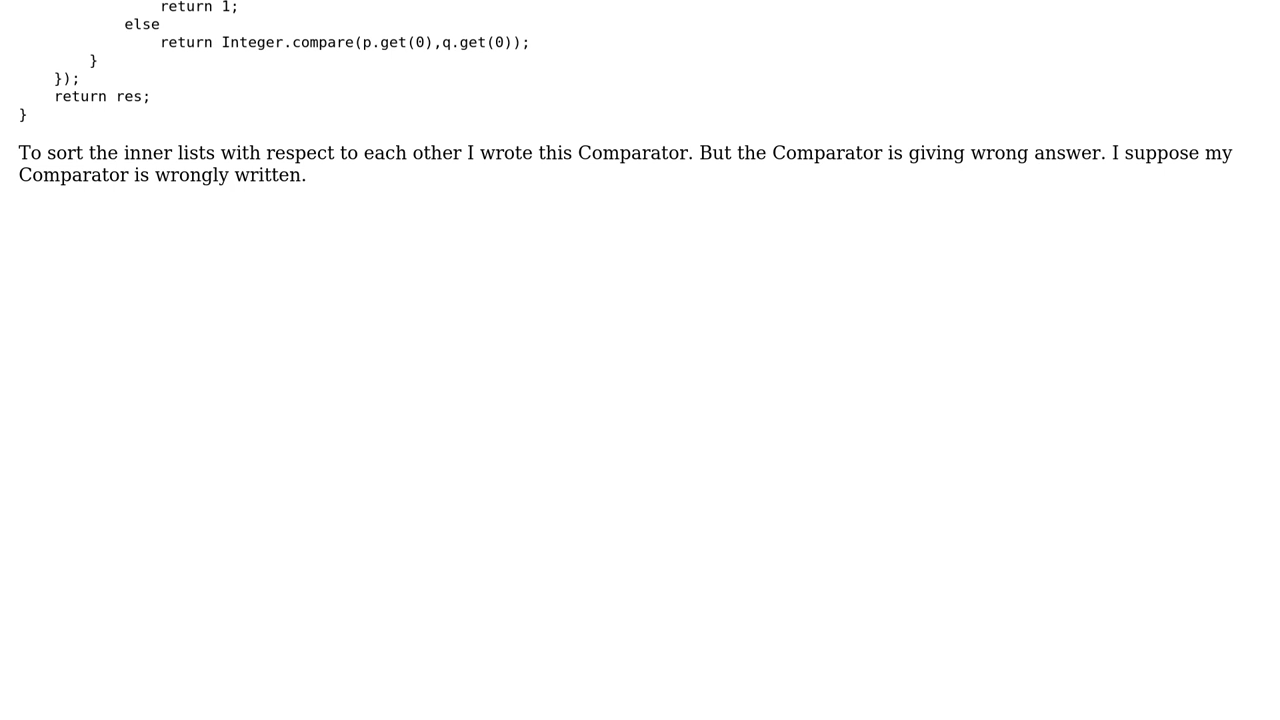 return 1;
            else
                return Integer.compare(p.get(0),q.get(0));
        }
    });
    return res;
}
To sort the inner lists with respect to each other I wrote this Comparator. But the Comparator is giving wrong answer. I suppose my
Comparator is wrongly written.